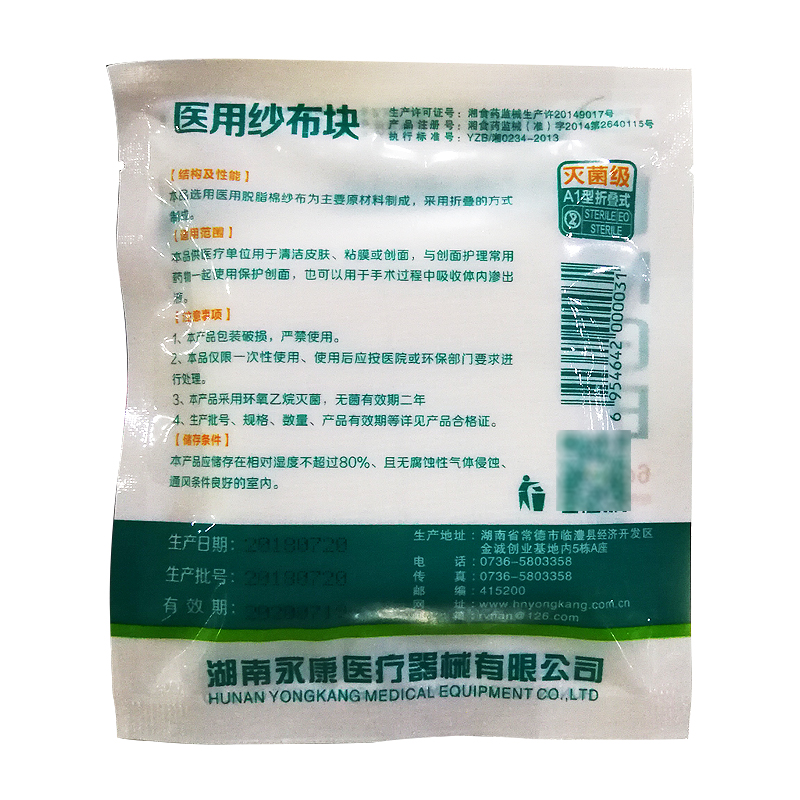 医用纱布块
生产许可证号：湘食药监械生产许20149017号
产品注册号：湘食药监械（准）字2014第2640115号
执行标准号：YZB/湘0234-2013
【结构及性能】
本品选用医用脱脂棉纱布为主要原材料制成，采用折叠的方式
制成。
【适用范围】
本品供医疗单位用于清洁皮肤、粘膜或创面，与创面护理常用
药物一起使用保护创面，也可以用于手术过程中吸收体内渗出
液。
【注意事项】
1、本产品包装破损，严禁使用。
2、本品仅限一次性使用、使用后应按医院或环保部门要求进
行处理。
3、本产品采用环氧乙烷灭菌，无菌有效期二年
4、生产批号、规格、数量、产品有效期等详见产品合格证。
【储存条件】
本产品应储存在相对湿度不超过80%、且无腐蚀性气体侵蚀、
通风条件良好的室内。
灭菌级
A1型折叠式
2
STERILE EO
STERILE
6 954642 000031
生产日期：20180720
生产批号：20180720
有效期：
生产地址：湖南省常德市临澧县经济开发区
金诚创业基地内5栋A座
电话：0736-5803358
传真：0736-5803358
邮编：415200
网址：www.hnyongkang.com.cn
@126.com
湖南永康医疗器械有限公司
HUNAN YONGKANG MEDICAL EQUIPMENT CO.,LTD